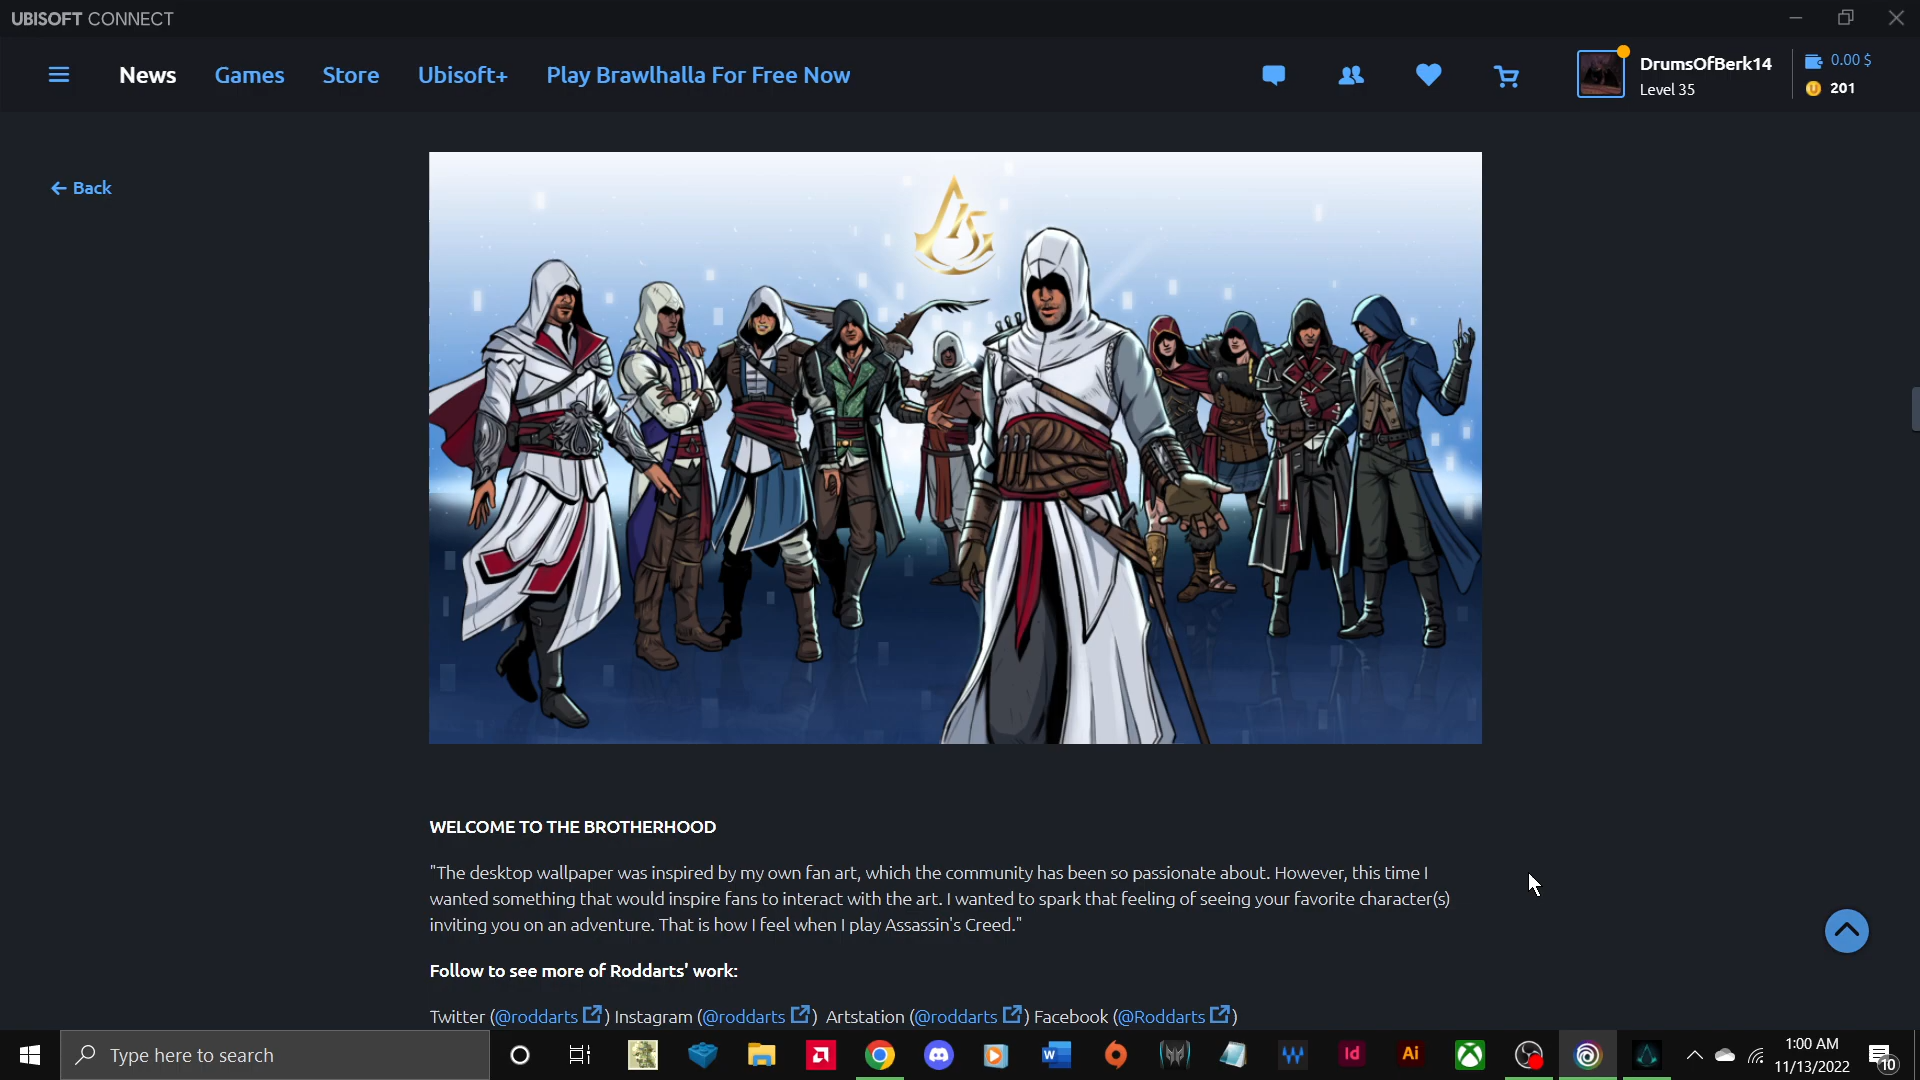 UBISOFT CONNECT
News Games Store Ubisoft+ Play Brawlhalla For Free Now
DrumsOfBerk14
Level 35
0.00 $
201
Back
WELCOME TO THE BROTHERHOOD
"The desktop wallpaper was inspired by my own fan art, which the community has been so passionate about. However, this time I
wanted something that would inspire fans to interact with the art. I wanted to spark that feeling of seeing your favorite character(s)
inviting you on an adventure. That is how I feel when I play Assassin's Creed."
Follow to see more of Roddarts' work:
Twitter (@roddarts) Instagram (@roddarts) Artstation (@roddarts) Facebook (@Roddarts)
Type here to search
W
Id
Ai
1:00 AM
11/13/2022
10